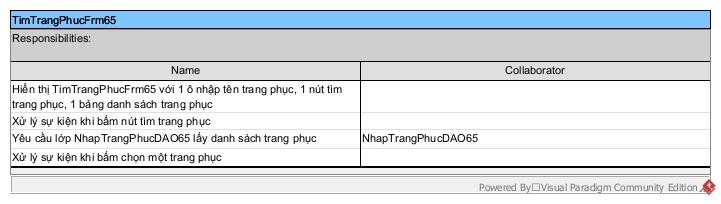 TimTrangPhucFrm65
Responsibilities:
Name Collaborator
Hiển thị TimTrangPhucFrm65 với 1 ô nhập tên trang phục, 1 nút tìm
trang phục, 1 bảng danh sách trang phục
Xử lý sự kiện khi bấm nút tìm trang phục
Yêu cầu lớp NhapTrangPhucDAO65 lấy danh sách trang phục NhapTrangPhucDAO65
Xử lý sự kiện khi bấm chọn một trang phục
Powered By□Visual Paradigm Community Edition